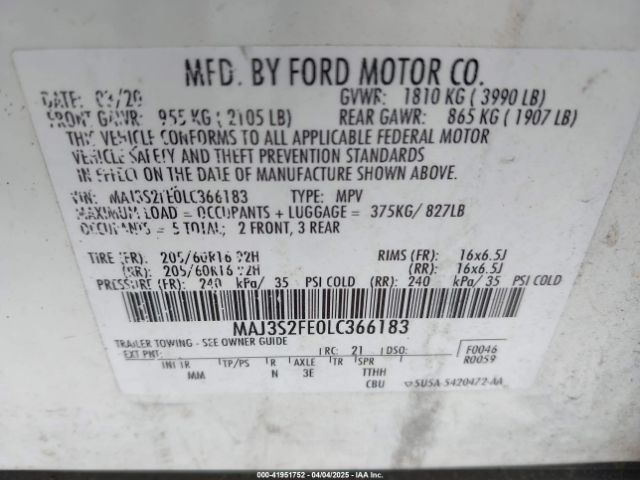 MFD. BY FORD MOTOR CO.
DATE: 03/20 GVWR: 1810 KG ( 3990 LB)
FRONT GAWR: 955 KG ( 2105 LB) REAR GAWR: 865 KG ( 1907 LB)
THIS VEHICLE CONFORMS TO ALL APPLICABLE FEDERAL MOTOR
VEHICLE SAFETY AND THEFT PREVENTION STANDARDS
IN EFFECT ON THE DATE OF MANUFACTURE SHOWN ABOVE.
VIN: MAJ3S2FE0LC366183 TYPE: MPV
MAXIMUM LOAD = OCCUPANTS + LUGGAGE = 375KG/ 827LB
OCCUPANTS = 5 TOTAL; 2 FRONT, 3 REAR
TIRE (FR): 205/60R16 92H RIMS (FR): 16x6.5J
(RR): 205/60R16 92H (RR): 16x6.5J
PRESSURE (FR): 240 kPa/ 35 PSI COLD (RR): 240 kPa/ 35 PSI COLD
MAJ3S2FE0LC366183
TRAILER TOWING - SEE OWNER GUIDE
EXT PNT: RC: 21 DSO: F0046
R0059
INT TR TP/PS R AXLE TR SPR
MM N 3E TTHH
CBU 5U5A-5420472-AA
000-41951752 - 04/04/2025 - IAA Inc.